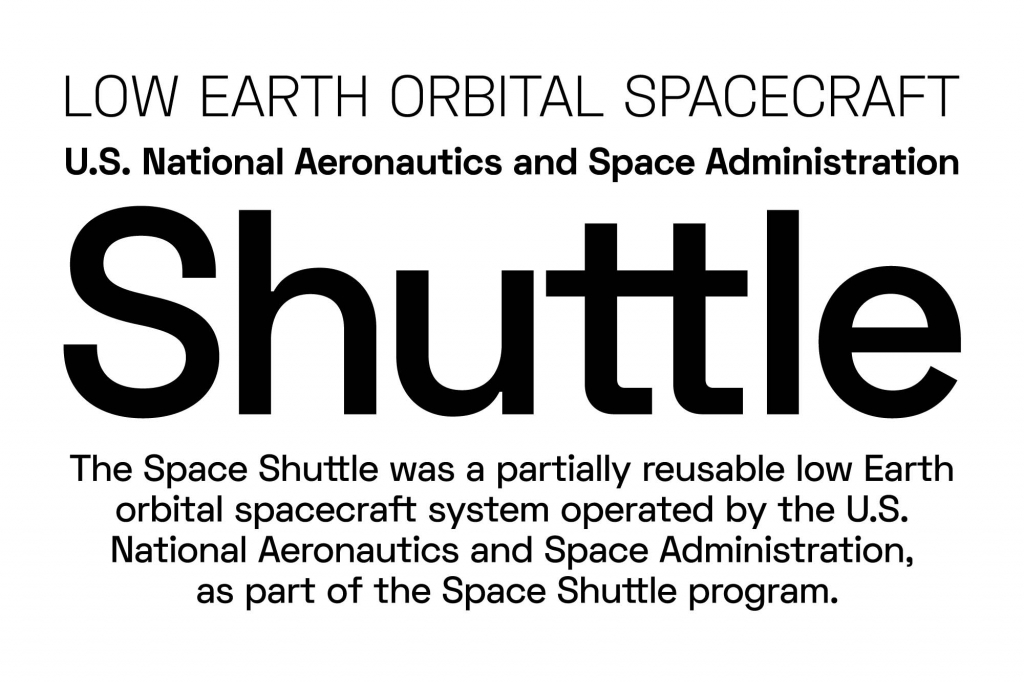 LOW EARTH ORBITAL SPACECRAFT
U.S. National Aeronautics and Space Administration
Shuttle
The Space Shuttle was a partially reusable low Earth
orbital spacecraft system operated by the U.S.
National Aeronautics and Space Administration,
as part of the Space Shuttle program.